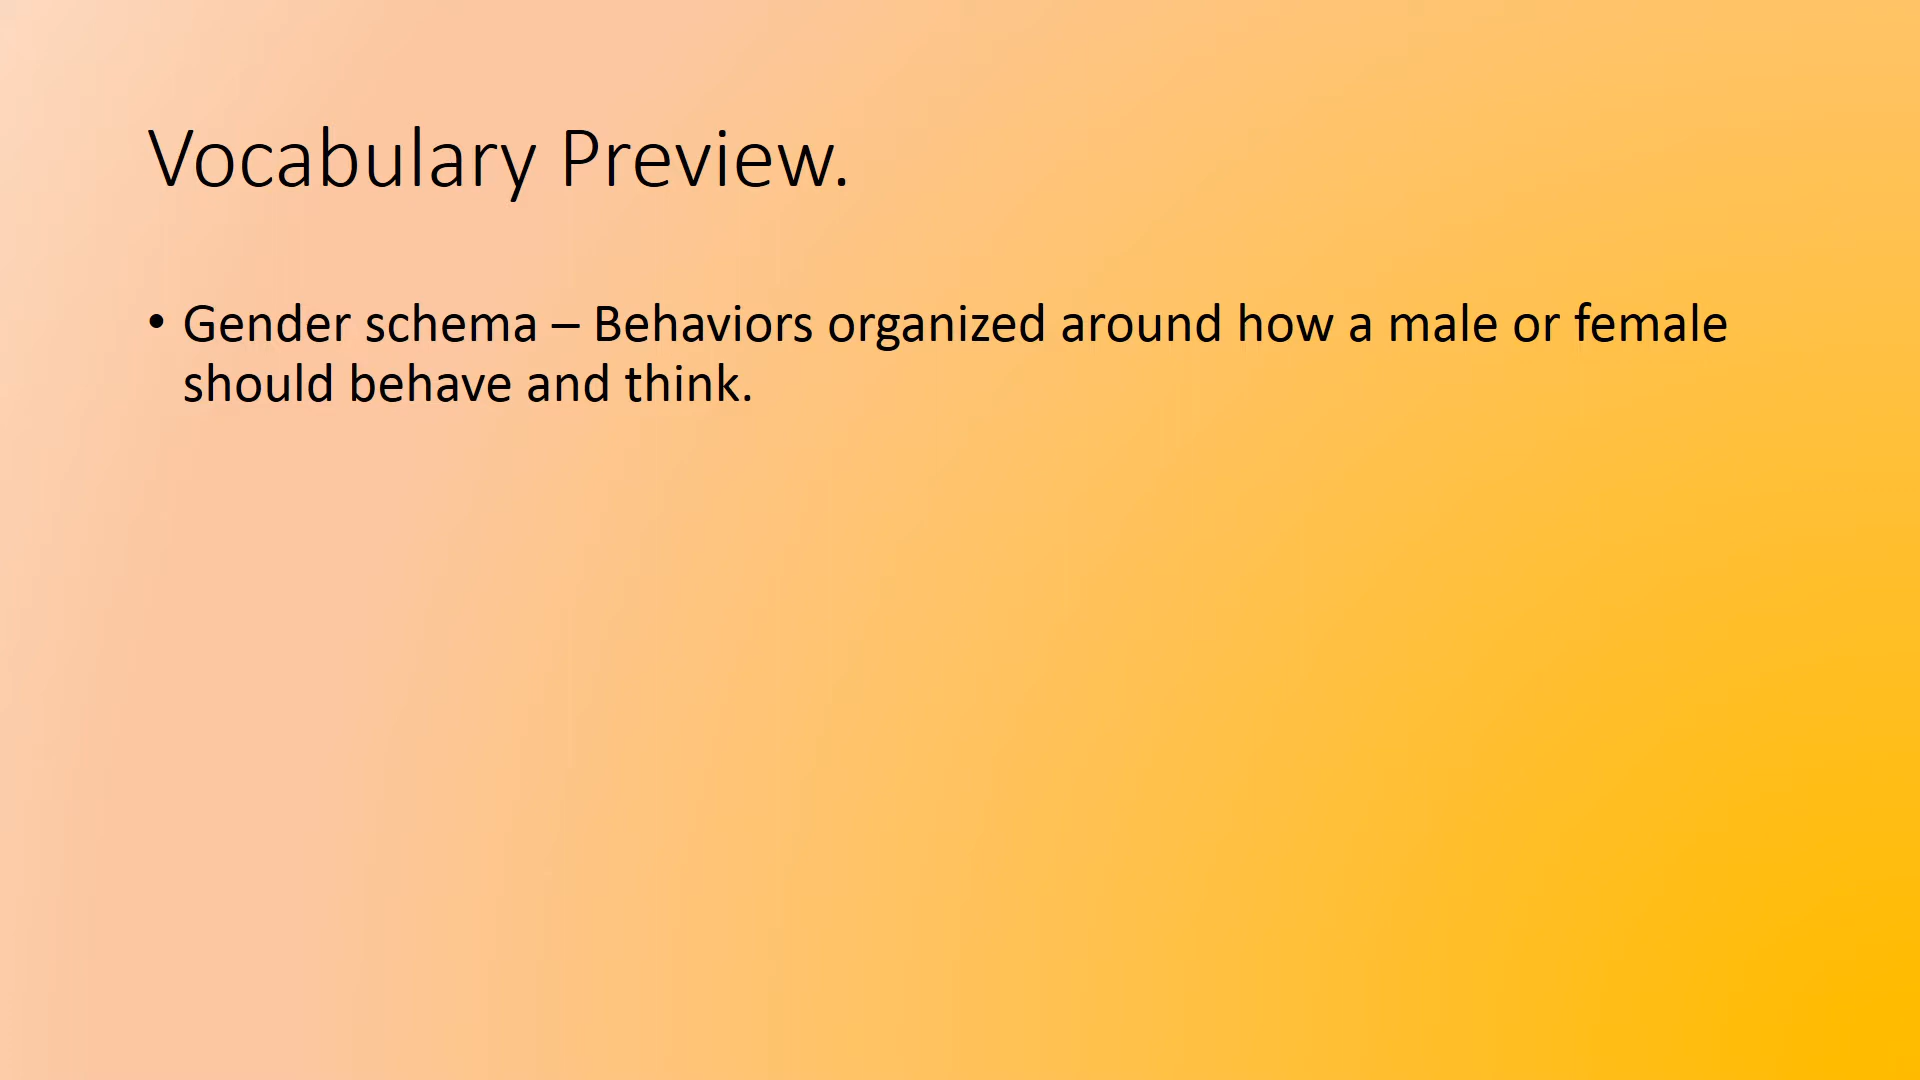 Vocabulary Preview.
• Gender schema – Behaviors organized around how a male or female
should behave and think.